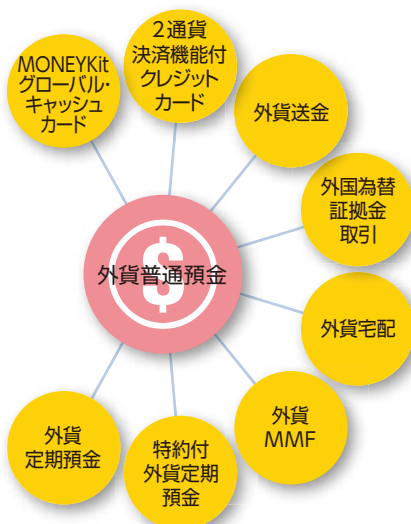 MONEYKit
グローバル・
キャッシュ
カード
2通貨
決済機能付
クレジット
カード
外貨送金
外国為替
証拠金
取引
外貨普通預金
$
外貨宅配
外貨
MMF
特約付
外貨定期
預金
外貨
定期預金